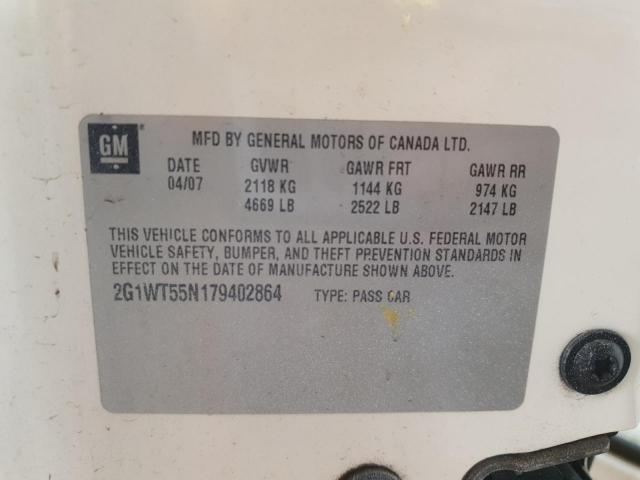 GM
MFD BY GENERAL MOTORS OF CANADA LTD.
DATE GVWR GAWR FRT GAWR RR
04/07 2118 KG 1144 KG 974 KG
4669 LB 2522 LB 2147 LB
THIS VEHICLE CONFORMS TO ALL APPLICABLE U.S. FEDERAL MOTOR
VEHICLE SAFETY, BUMPER, AND THEFT PREVENTION STANDARDS IN
EFFECT ON THE DATE OF MANUFACTURE SHOWN ABOVE.
2G1WT55N179402864 TYPE: PASS CAR